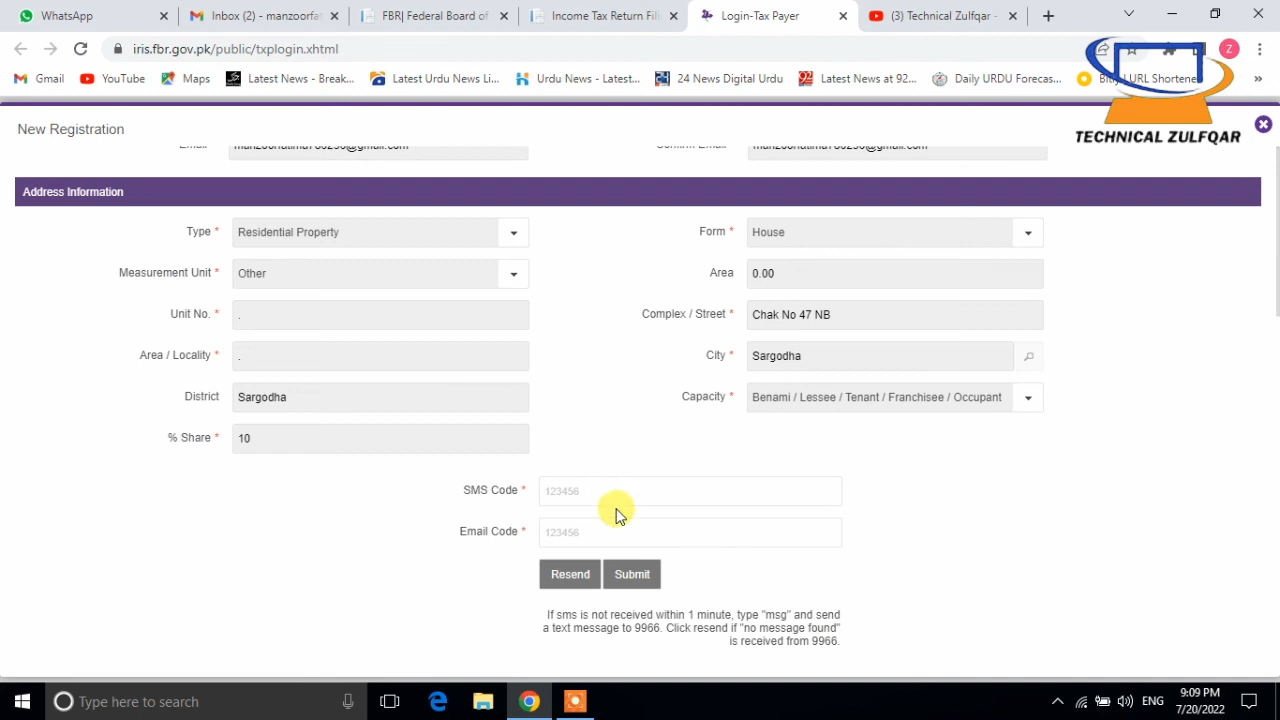 WhatsApp
Inbox (2) - manzoorfa
FBR| Federal Board of
Income Tax Return Fili
Login-Tax Payer
(3) Technical Zulfqar -
iris.fbr.gov.pk/public/txplogin.xhtml
Z
Gmail
YouTube
Maps
Latest News - Break...
Latest Urdu News Li...
Urdu News - Latest...
24 News Digital Urdu
Latest News at 92...
Daily URDU Forecas...
URL Shortene
TECHNICAL ZULFQAR
New Registration
Address Information
Type * Residential Property
Form * House
Measurement Unit * Other
Area 0.00
Unit No. * .
Complex / Street * Chak No 47 NB
Area / Locality * .
City * Sargodha
District Sargodha
Capacity * Benami / Lessee / Tenant / Franchisee / Occupant
% Share * 10
SMS Code * 123456
Email Code * 123456
Resend Submit
If sms is not received within 1 minute, type "msg" and send
a text message to 9966. Click resend if "no message found"
is received from 9966.
Type here to search
ENG
9:09 PM
7/20/2022